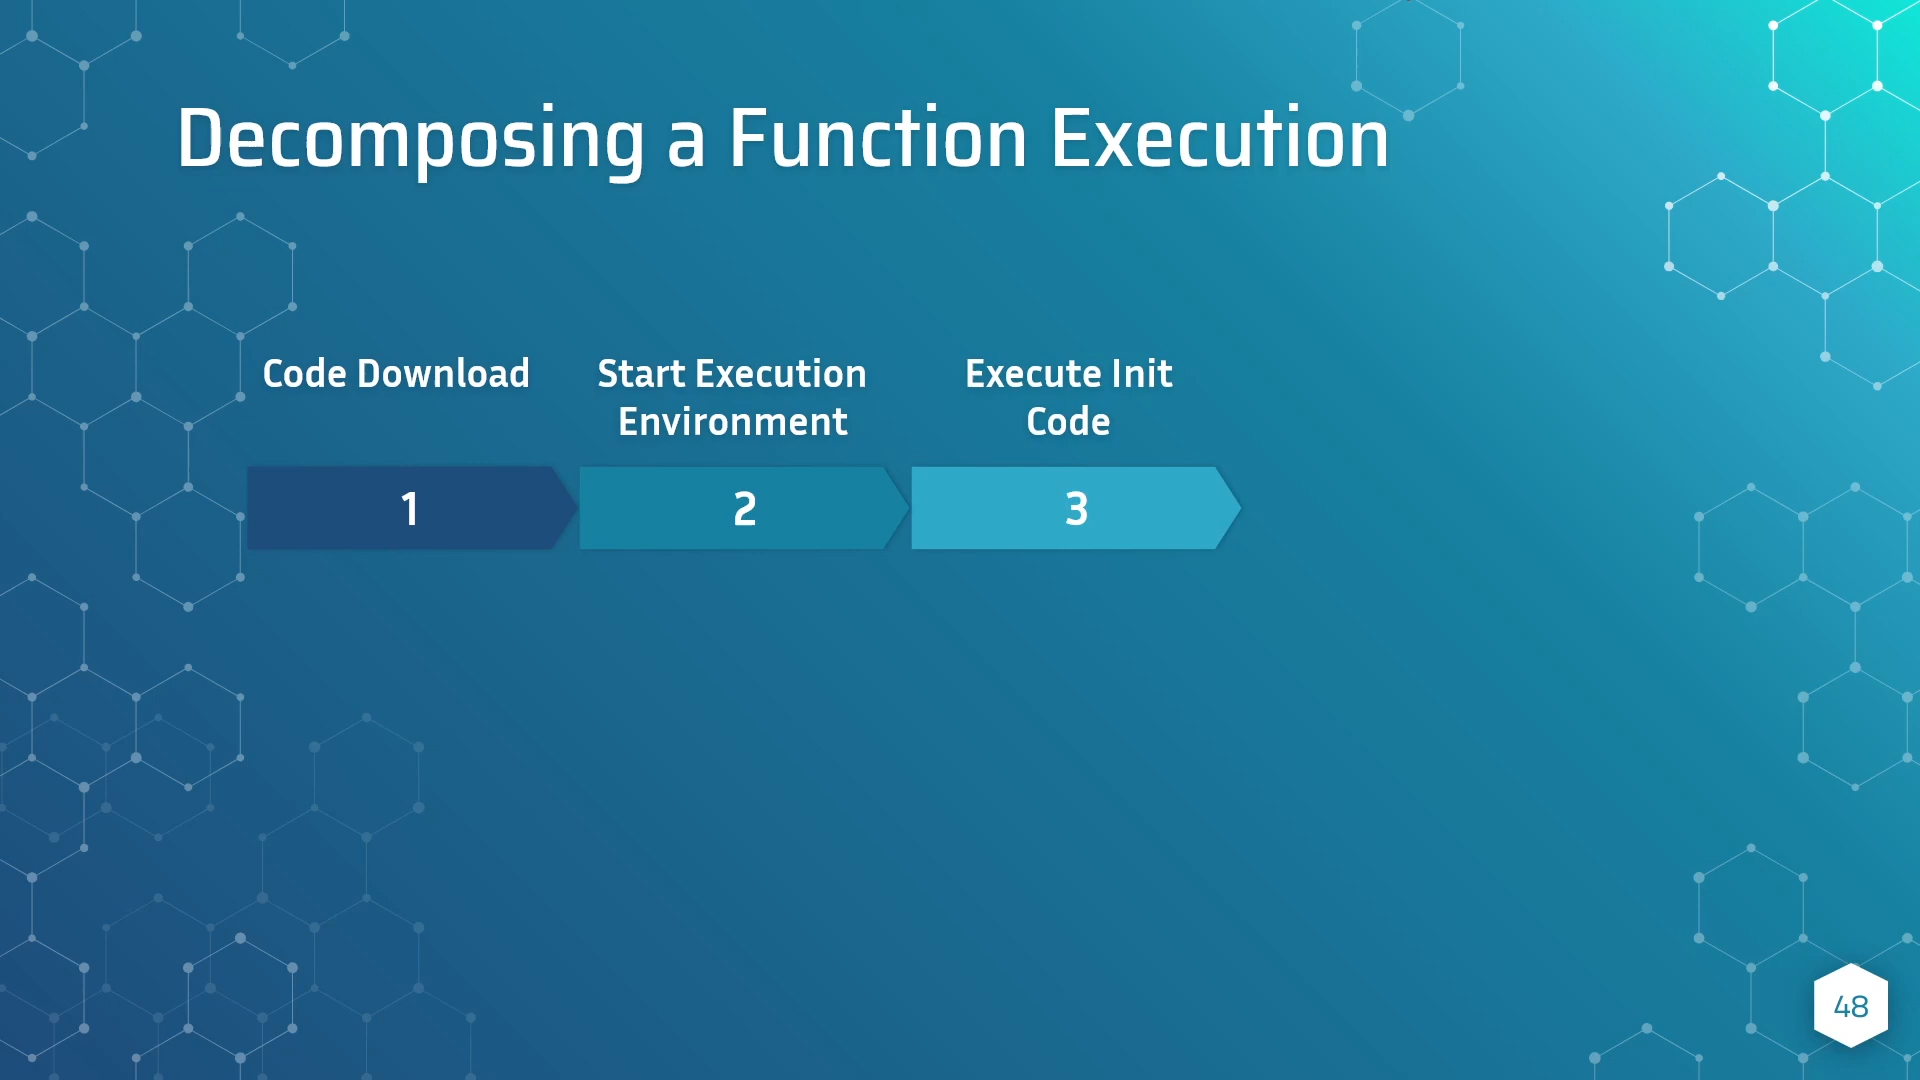 Decomposing a Function Execution
Code Download
Start Execution
Environment
Execute Init
Code
1
2
3
48